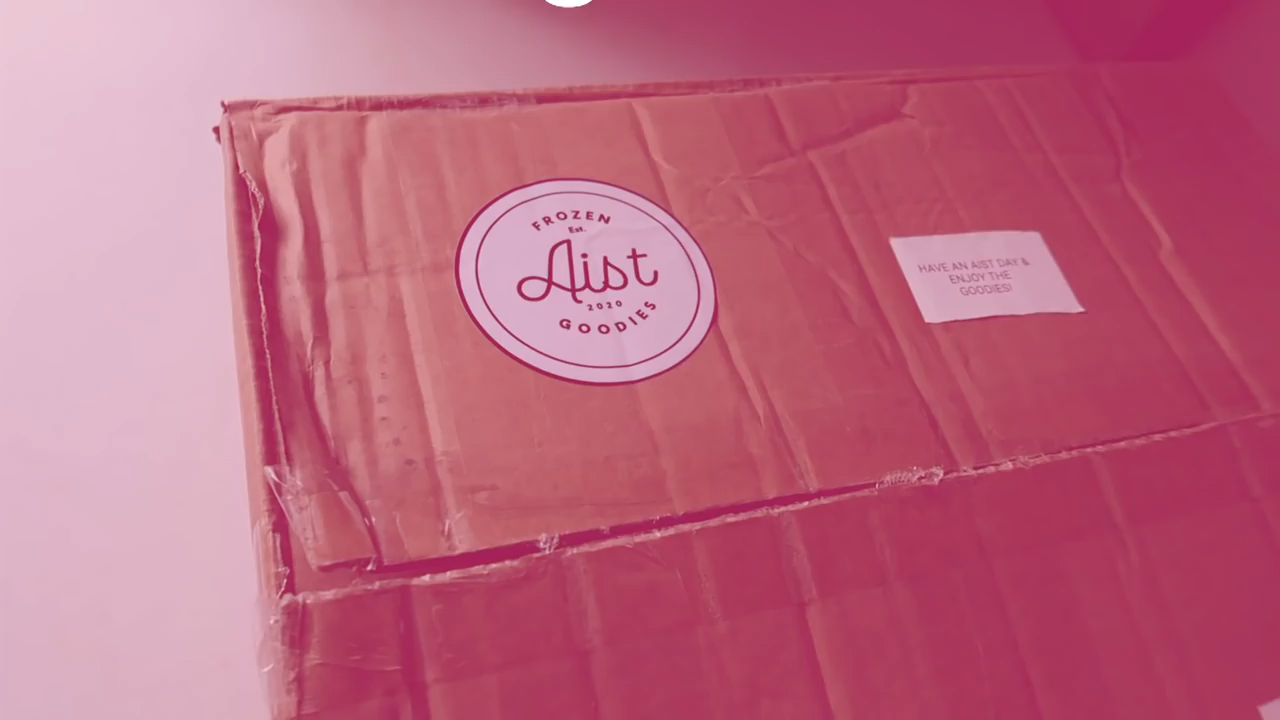 FROZEN
Est.
Aist
2020
GOODIES
HAVE AN AIST DAY &
ENJOY THE
GOODIES!